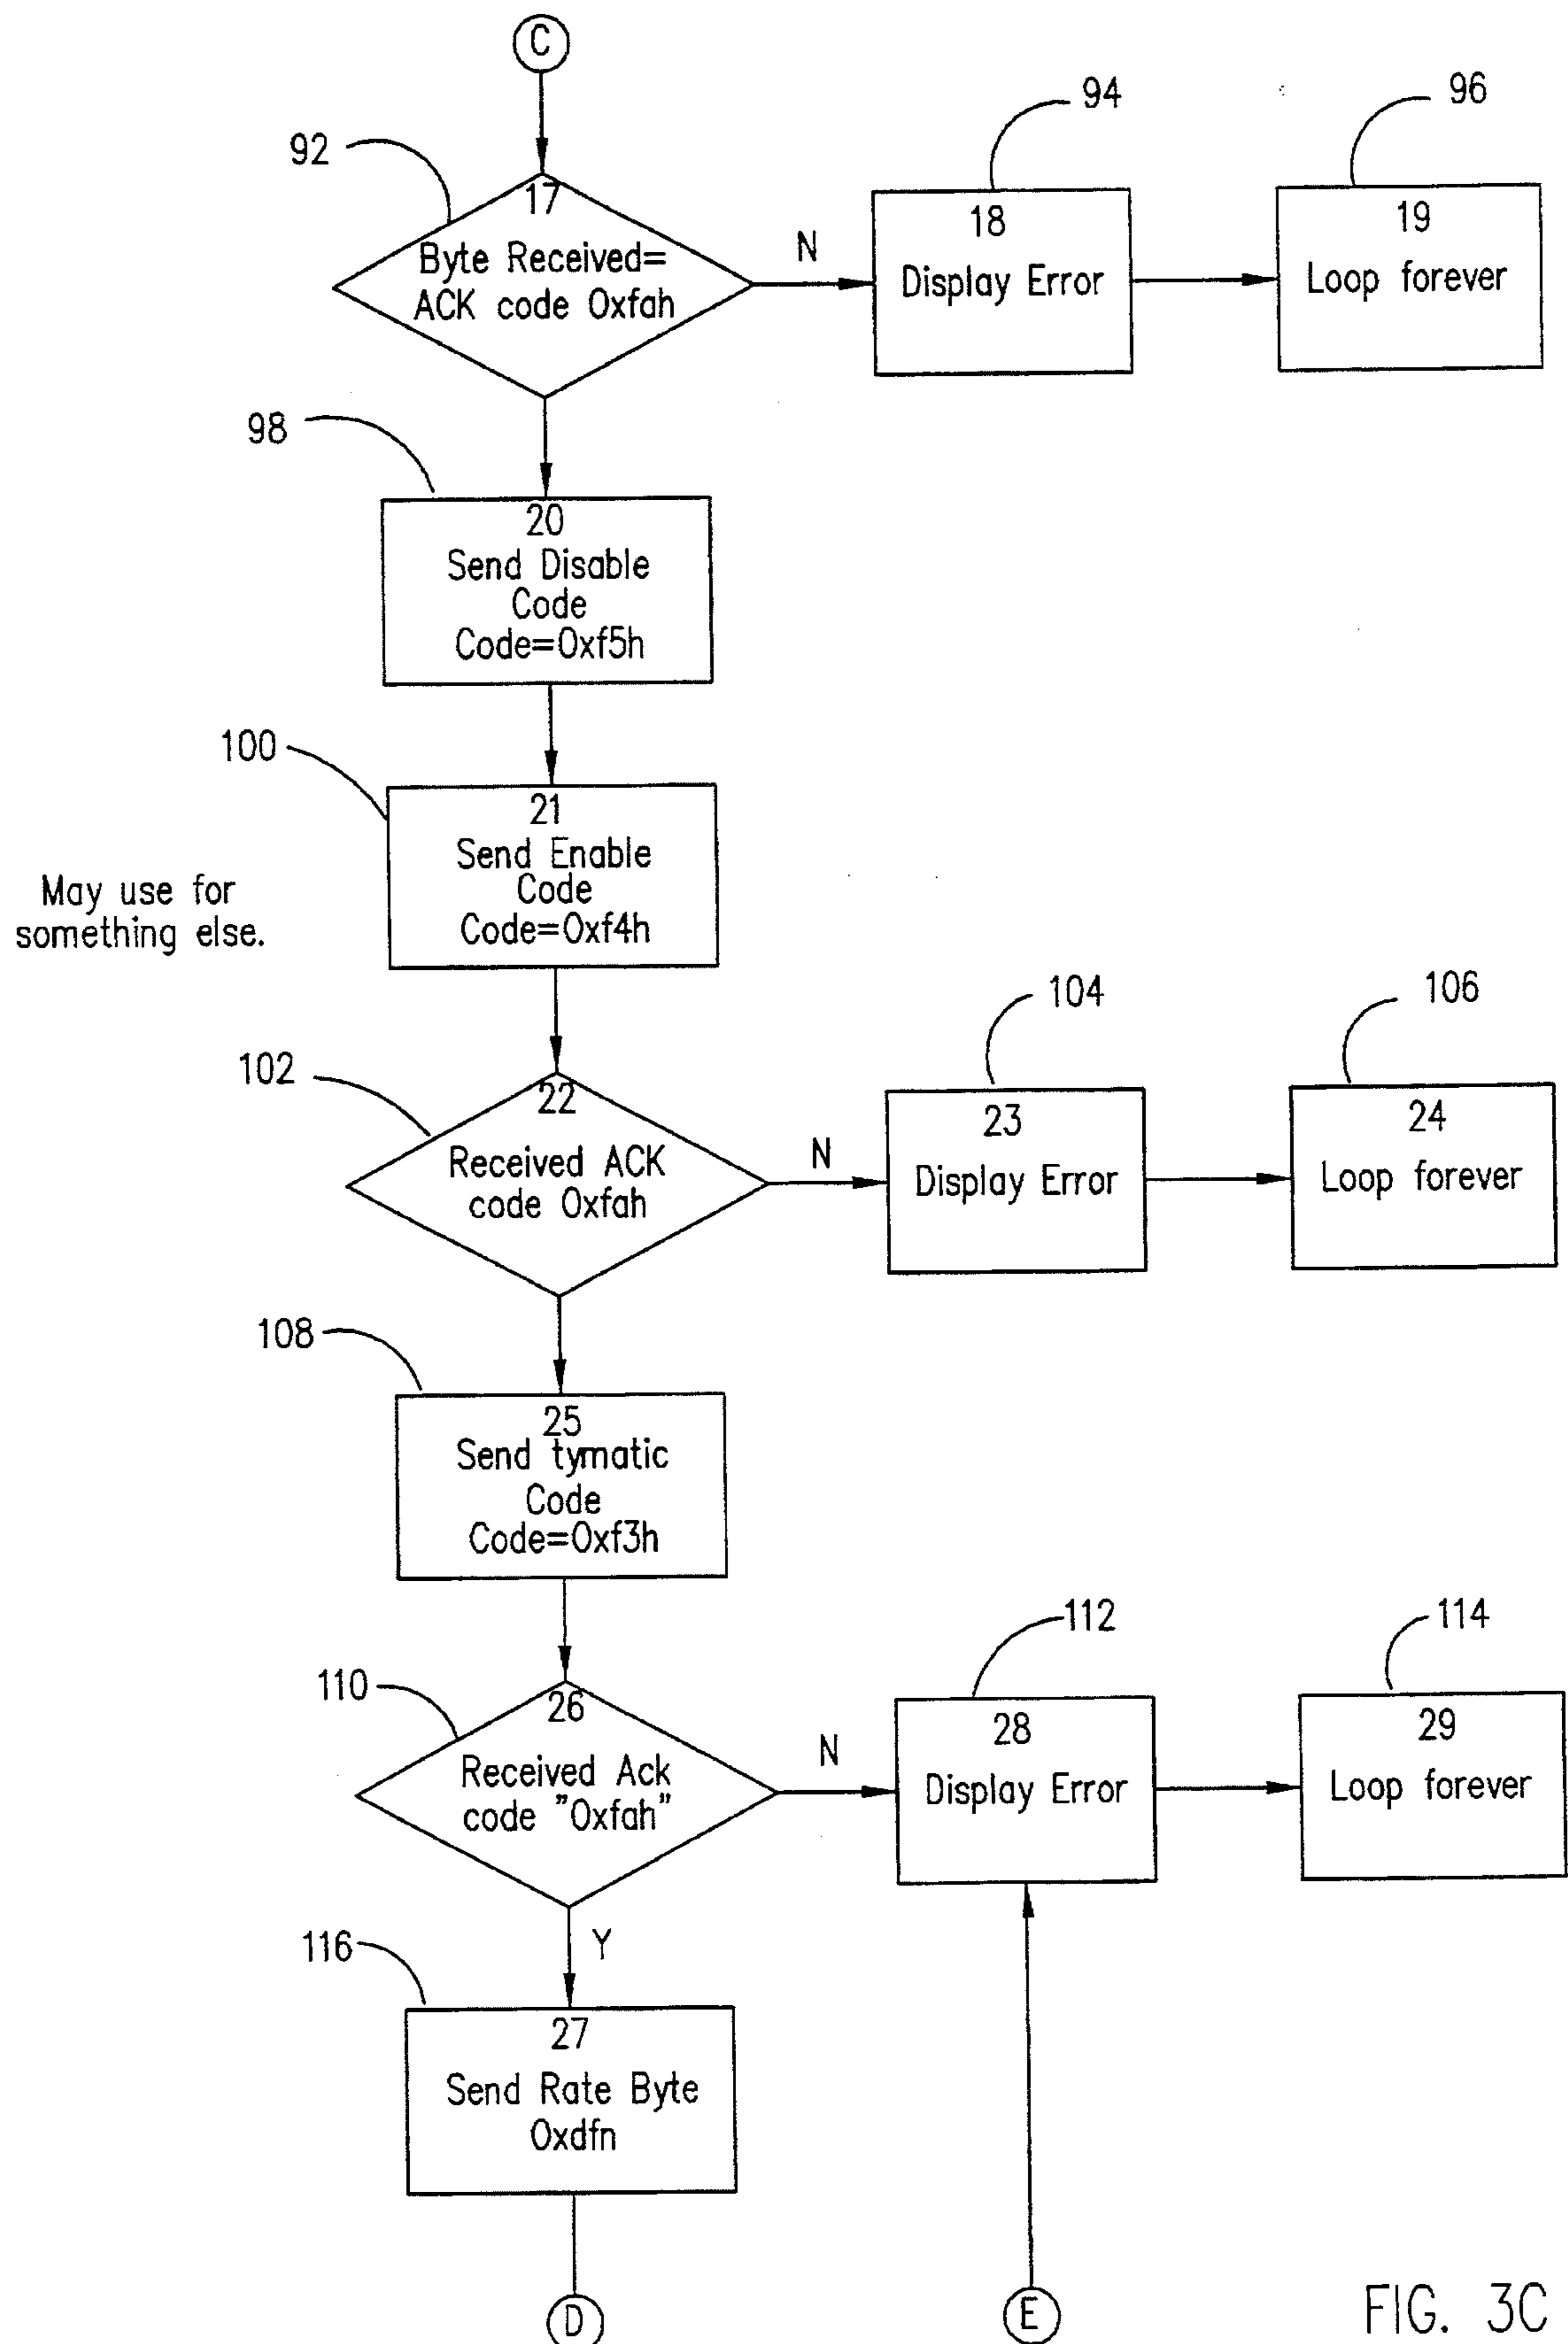 C
92
17
Byte Received=
ACK code 0xfah
N
94
18
Display Error
96
19
Loop forever
98
20
Send Disable
Code
Code=0xf5h
100
21
Send Enable
Code
Code=0xf4h
May use for
something else.
102
22
Received ACK
code 0xfah
N
104
23
Display Error
106
24
Loop forever
108
25
Send tymatic
Code
Code=0xf3h
110
26
Received Ack
code "0xfah"
N
112
28
Display Error
114
29
Loop forever
Y
116
27
Send Rate Byte
0xdfn
D
E
FIG. 3C